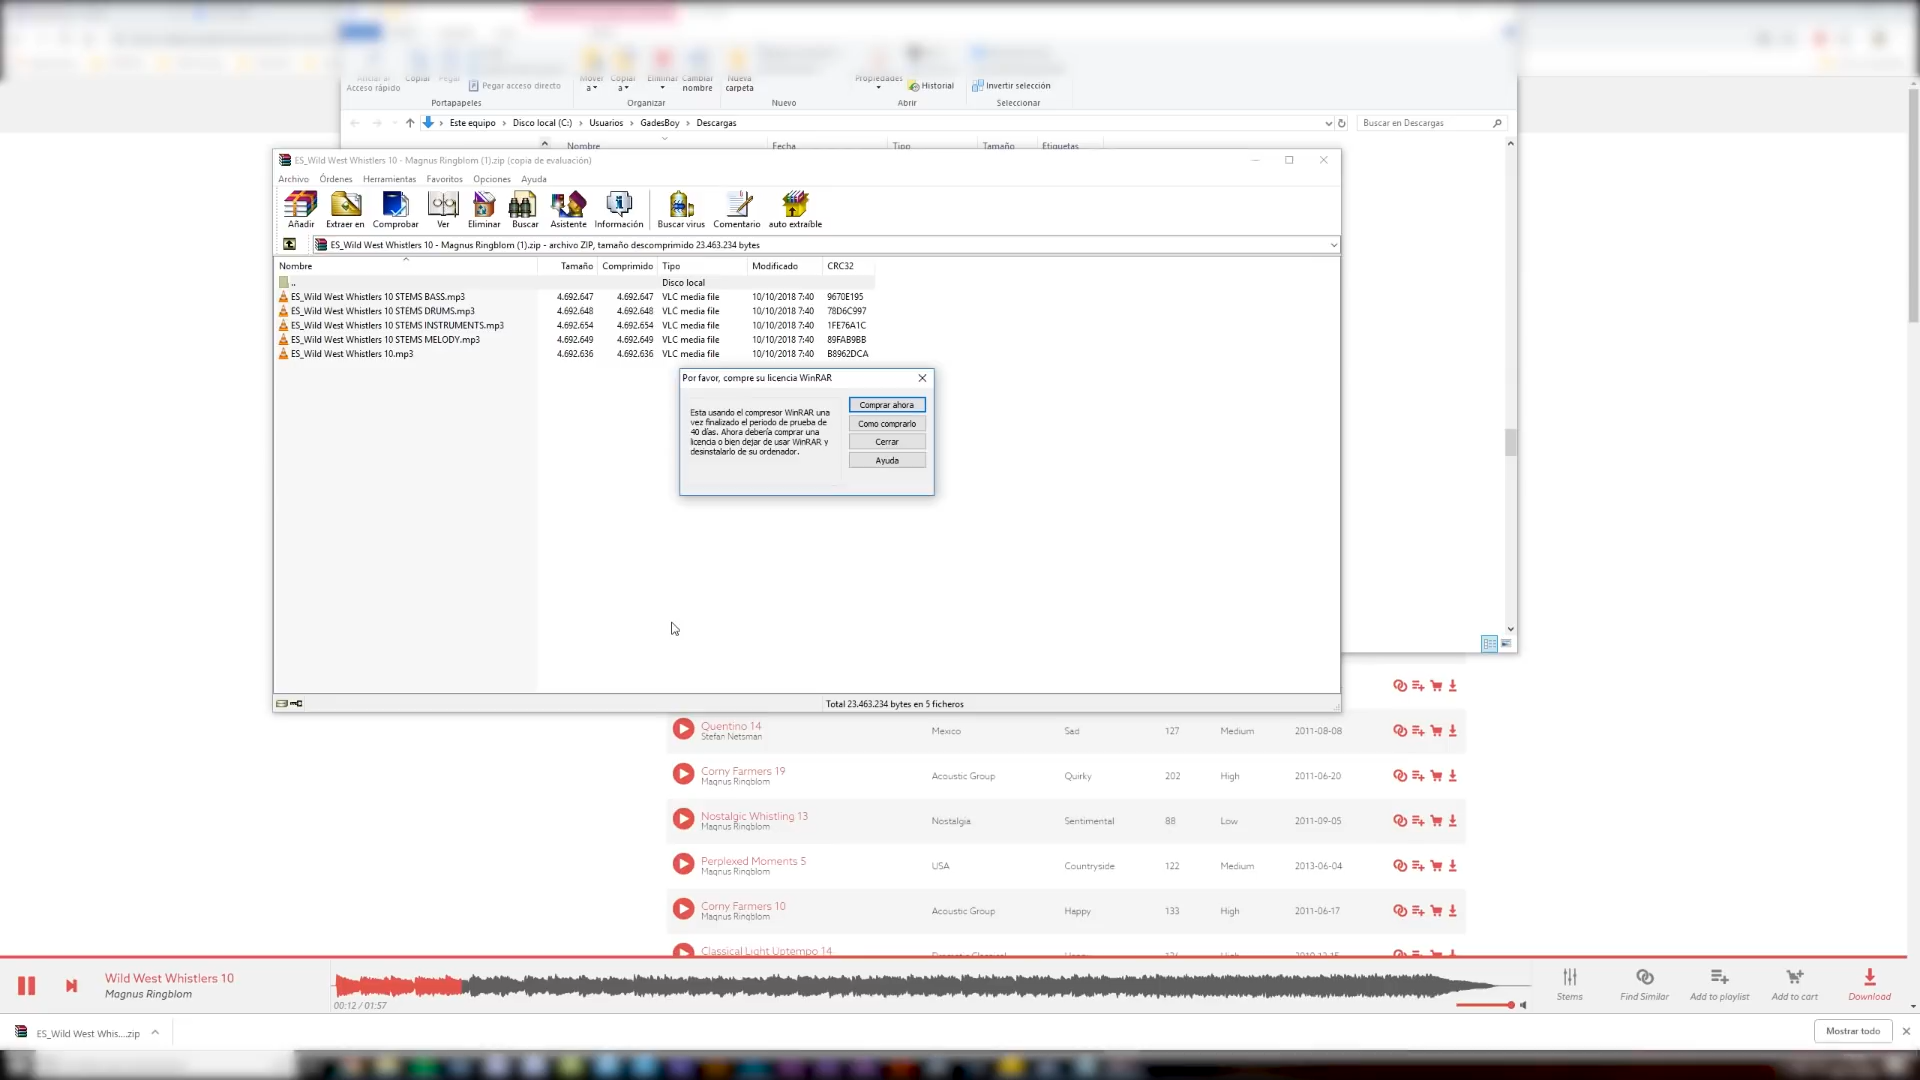 Anclar al
Acceso rápido
Copiar
Pegar
Pegar acceso directo
Portapapeles
Mover
a
Copiar
a
Eliminar
Cambiar
nombre
Organizar
Nueva
carpeta
Nuevo
Propiedades
Historial
Abrir
Invertir selección
Seleccionar
Este equipo > Disco local (C:) > Usuarios > GadesBoy > Descargas
Buscar en Descargas
Nombre Fecha Tipo Tamaño Etiquetas
ES_Wild West Whistlers 10 - Magnus Ringblom (1).zip (copia de evaluación)
Archivo Órdenes Herramientas Favoritos Opciones Ayuda
Añadir Extraer en Comprobar Ver Eliminar Buscar Asistente Información Buscar virus Comentario auto extraíble
ES_Wild West Whistlers 10 - Magnus Ringblom (1).zip - archivo ZIP, tamaño descomprimido 23.463.234 bytes
Nombre Tamaño Comprimido Tipo Modificado CRC32
.. Disco local
ES_Wild West Whistlers 10 STEMS BASS.mp3 4.692.647 4.692.647 VLC media file 10/10/2018 7:40 9670E195
ES_Wild West Whistlers 10 STEMS DRUMS.mp3 4.692.648 4.692.648 VLC media file 10/10/2018 7:40 78D6C997
ES_Wild West Whistlers 10 STEMS INSTRUMENTS.mp3 4.692.654 4.692.654 VLC media file 10/10/2018 7:40 1FE76A1C
ES_Wild West Whistlers 10 STEMS MELODY.mp3 4.692.649 4.692.649 VLC media file 10/10/2018 7:40 89FAB9BB
ES_Wild West Whistlers 10.mp3 4.692.636 4.692.636 VLC media file 10/10/2018 7:40 B8962DCA
Por favor, compre su licencia WinRAR
Esta usando el compresor WinRAR una
vez finalizado el periodo de prueba de
40 días. Ahora debería comprar una
licencia o bien dejar de usar WinRAR y
desinstalarlo de su ordenador.
Comprar ahora
Como comprarlo
Cerrar
Ayuda
Total 23.463.234 bytes en 5 ficheros
Quentino 14 Mexico Sad 127 Medium 2011-08-08
Stefan Netsman
Corny Farmers 19 Acoustic Group Quirky 202 High 2011-06-20
Magnus Ringblom
Nostalgic Whistling 13 Nostalgia Sentimental 88 Low 2011-09-05
Magnus Ringblom
Perplexed Moments 5 USA Countryside 122 Medium 2013-06-04
Magnus Ringblom
Corny Farmers 10 Acoustic Group Happy 133 High 2011-06-17
Magnus Ringblom
Classical Light Uptempo 14
Wild West Whistlers 10
Magnus Ringblom
00:12 / 01:57
Stems Find Similar Add to playlist Add to cart Download
ES_Wild West Whis....zip
Mostrar todo